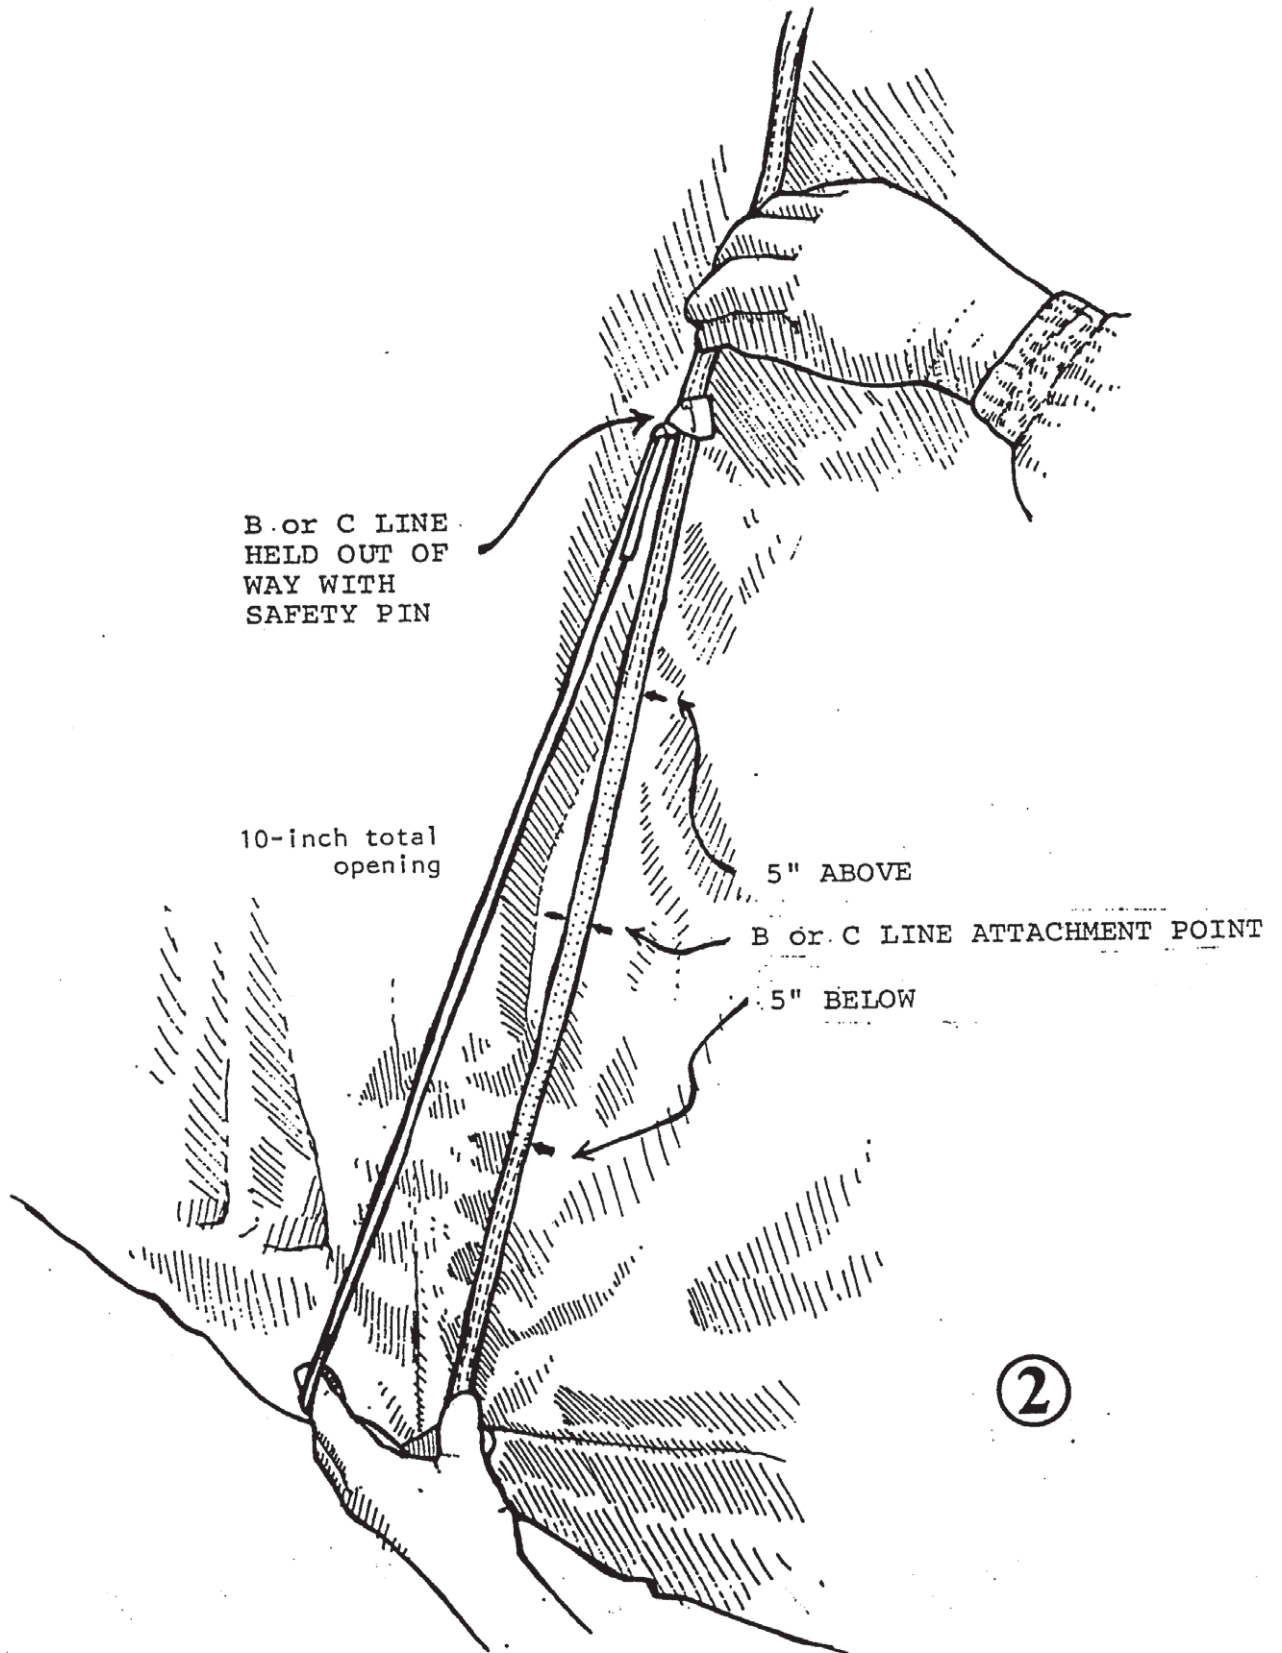 B or C LINE
HELD OUT OF
WAY WITH
SAFETY PIN
10-inch total
opening
5" ABOVE
B or C LINE ATTACHMENT POINT
5" BELOW
2